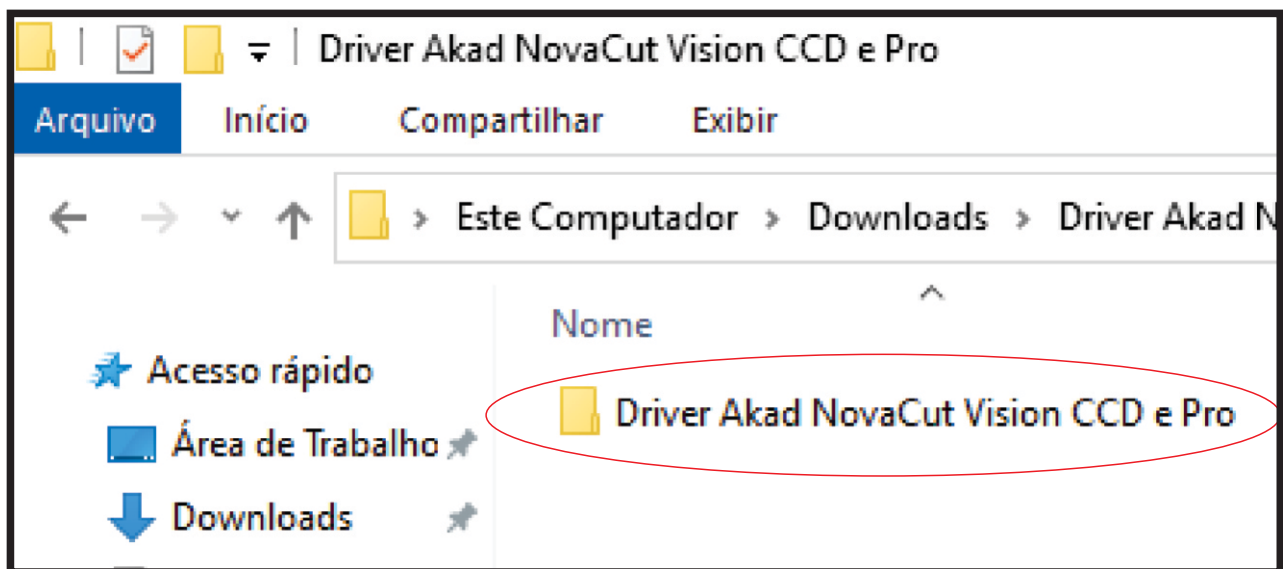 Driver Akad NovaCut Vision CCD e Pro
Arquivo Início Compartilhar Exibir
Este Computador > Downloads > Driver Akad N
Nome
Acesso rápido
Driver Akad NovaCut Vision CCD e Pro
Área de Trabalho
Downloads